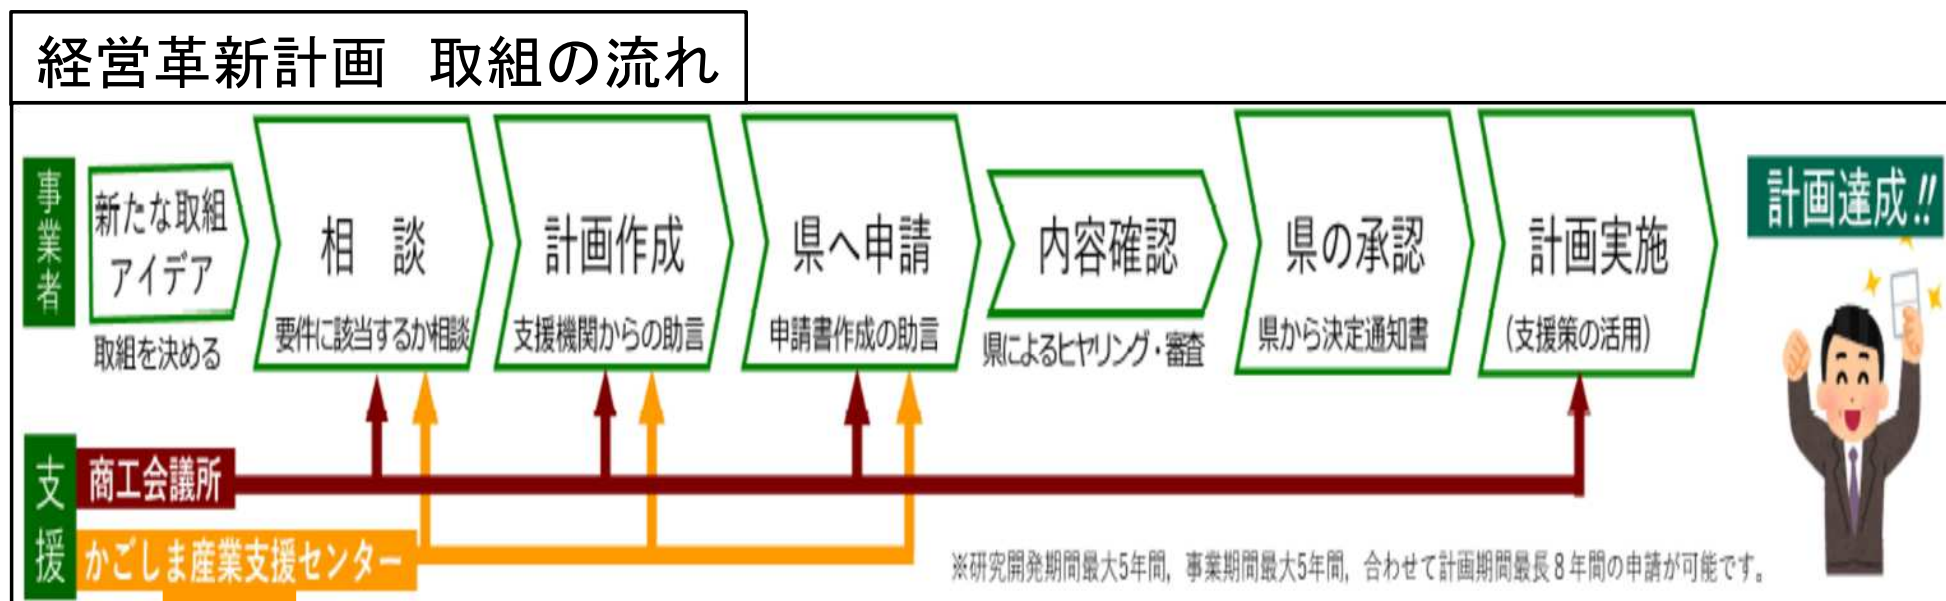 経営革新計画　取組の流れ
事業者
新たな取組
アイデア
取組を決める
相　談
要件に該当するか相談
計画作成
支援機関からの助言
県へ申請
申請書作成の助言
内容確認
県によるヒヤリング・審査
県の承認
県から決定通知書
計画実施
（支援策の活用）
計画達成！！
支援
商工会議所
かごしま産業支援センター
※研究開発期間最大5年間，事業期間最大5年間，合わせて計画期間最長８年間の申請が可能です。